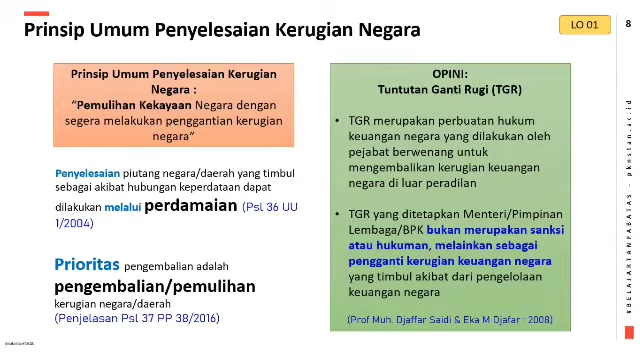 Prinsip Umum Penyelesaian Kerugian Negara
LO 01
8
Prinsip Umum Penyelesaian Kerugian
Negara :
“Pemulihan Kekayaan Negara dengan
segera melakukan penggantian kerugian
negara”
Penyelesaian piutang negara/daerah yang timbul
sebagai akibat hubungan keperdataan dapat
dilakukan melalui perdamaian (Psl 36 UU
1/2004)
Prioritas pengembalian adalah
pengembalian/pemulihan
kerugian negara/daerah
(Penjelasan Psl 37 PP 38/2016)
OPINI:
Tuntutan Ganti Rugi (TGR)
• TGR merupakan perbuatan hukum
keuangan negara yang dilakukan oleh
pejabat berwenang untuk
mengembalikan kerugian keuangan
negara di luar peradilan
• TGR yang ditetapkan Menteri/Pimpinan
Lembaga/BPK bukan merupakan sanksi
atau hukuman, melainkan sebagai
pengganti kerugian keuangan negara
yang timbul akibat dari pengelolaan
keuangan negara
(Prof Muh. Djaffar Saidi & Eka M Djafar : 2008)
#BELAJARTANPABATAS - pknstan.ac.id